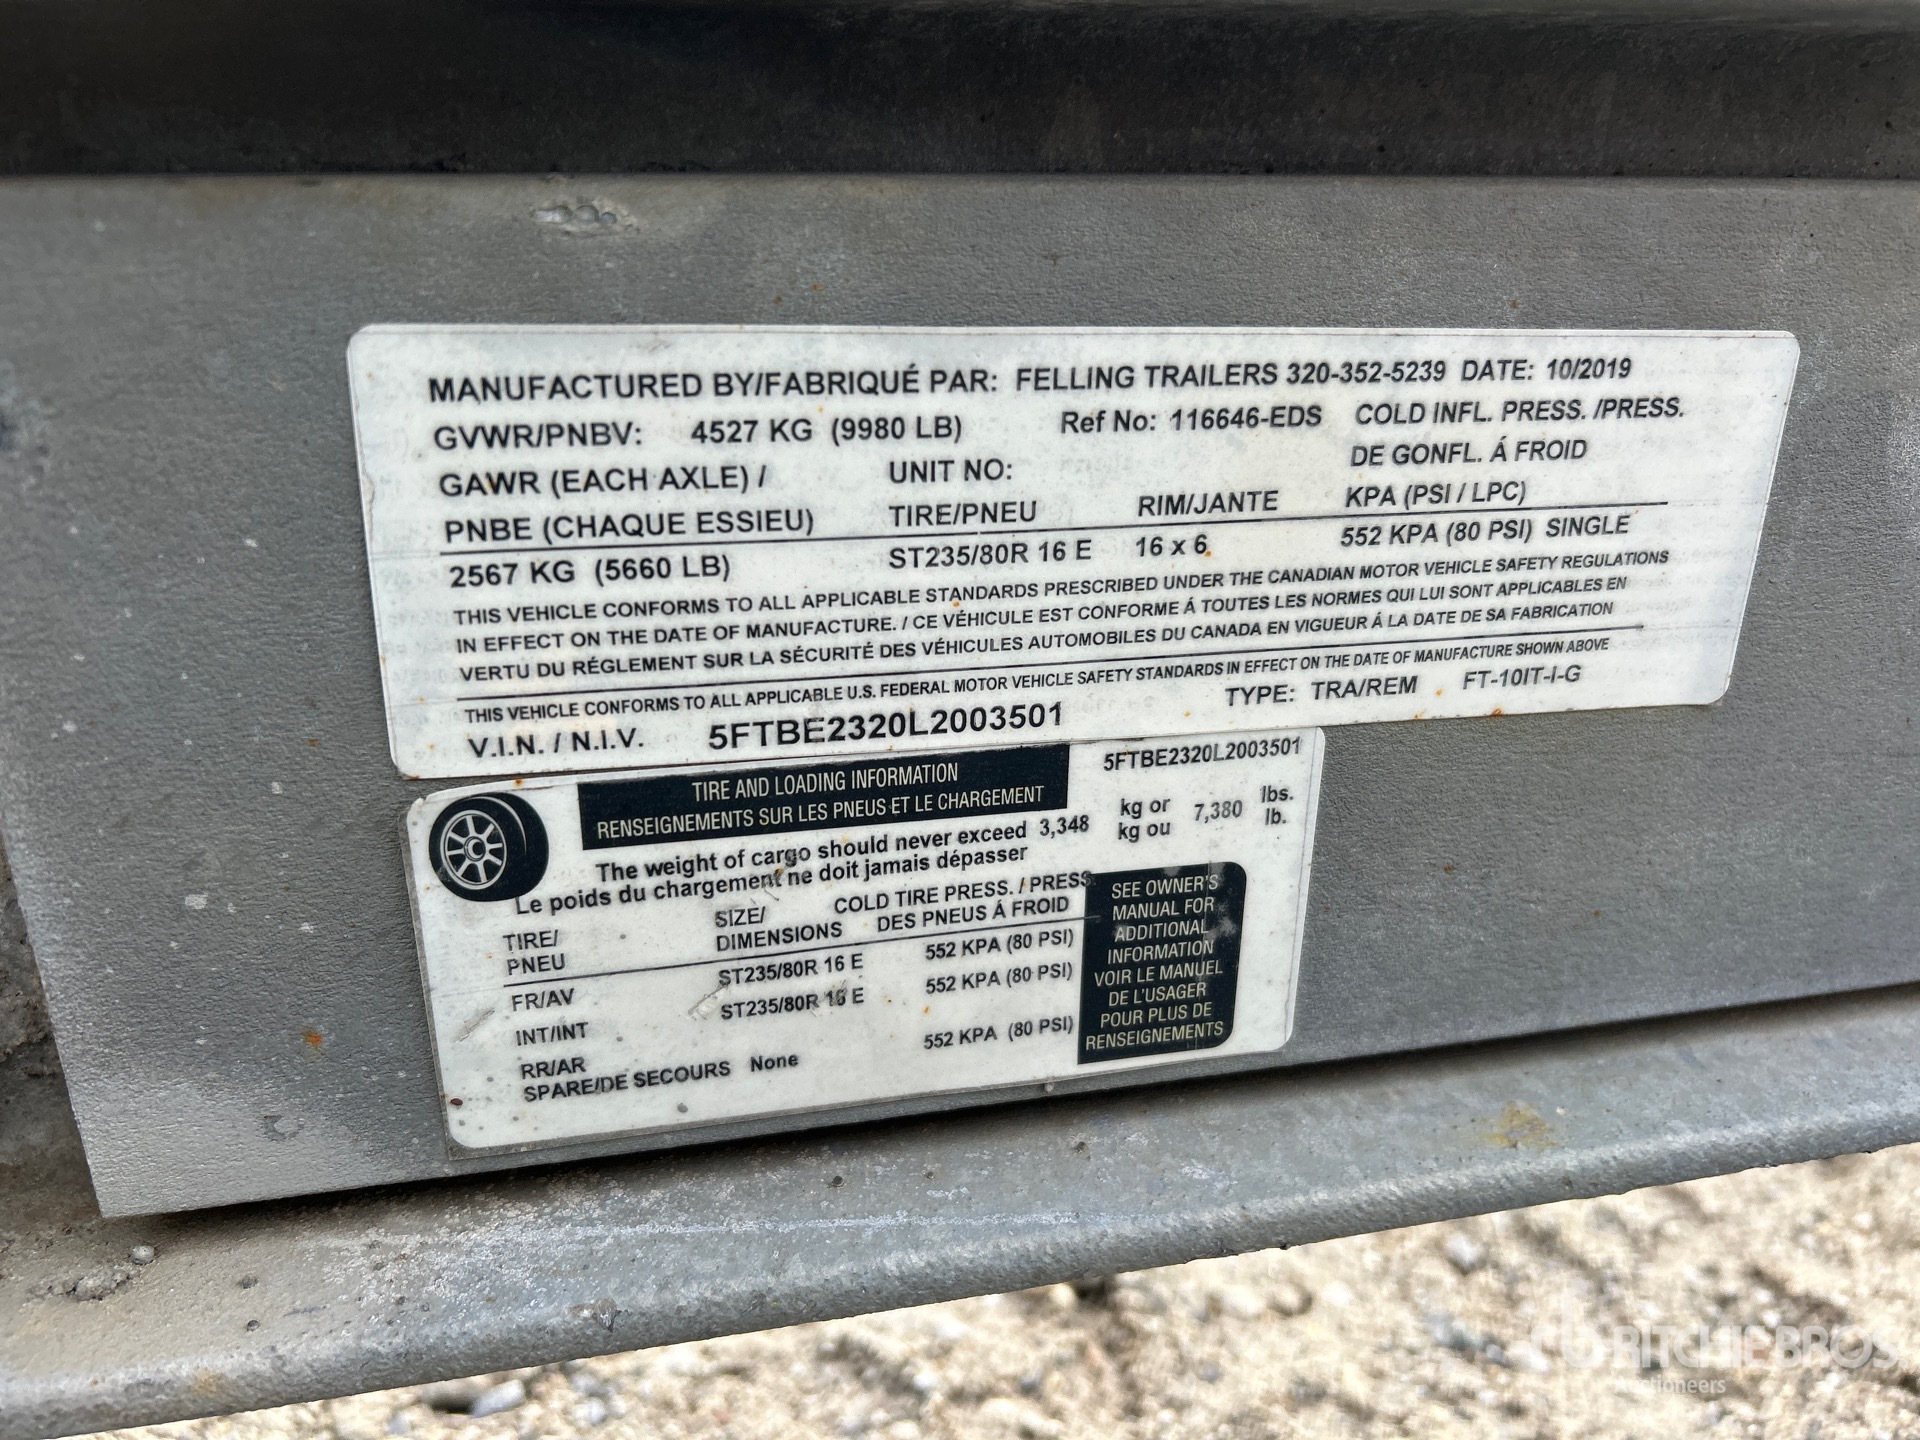 MANUFACTURED BY/FABRIQUÉ PAR: FELLING TRAILERS 320-352-5239 DATE: 10/2019
GVWR/PNBV: 4527 KG (9980 LB) Ref No: 116646-EDS COLD INFL. PRESS. /PRESS.
DE GONFL. Á FROID
GAWR (EACH AXLE) / UNIT NO:
PNBE (CHAQUE ESSIEU) TIRE/PNEU RIM/JANTE KPA (PSI / LPC)
2567 KG (5660 LB) ST235/80R 16 E 16 x 6 552 KPA (80 PSI) SINGLE
THIS VEHICLE CONFORMS TO ALL APPLICABLE STANDARDS PRESCRIBED UNDER THE CANADIAN MOTOR VEHICLE SAFETY REGULATIONS
IN EFFECT ON THE DATE OF MANUFACTURE. / CE VÉHICULE EST CONFORME Á TOUTES LES NORMES QUI LUI SONT APPLICABLES EN
VERTU DU RÉGLEMENT SUR LA SÉCURITÉ DES VÉHICULES AUTOMOBILES DU CANADA EN VIGUEUR Á LA DATE DE SA FABRICATION
THIS VEHICLE CONFORMS TO ALL APPLICABLE U.S. FEDERAL MOTOR VEHICLE SAFETY STANDARDS IN EFFECT ON THE DATE OF MANUFACTURE SHOWN ABOVE
V.I.N. / N.I.V. 5FTBE2320L2003501 TYPE: TRA/REM FT-10IT-I-G
TIRE AND LOADING INFORMATION 5FTBE2320L2003501
RENSEIGNEMENTS SUR LES PNEUS ET LE CHARGEMENT
The weight of cargo should never exceed 3,348 kg or 7,380 lbs.
Le poids du chargement ne doit jamais dépasser kg ou lb.
TIRE/ SIZE/ COLD TIRE PRESS. / PRESS.
PNEU DIMENSIONS DES PNEUS Á FROID
FR/AV ST235/80R 16 E 552 KPA (80 PSI)
INT/INT ST235/80R 16 E 552 KPA (80 PSI)
RR/AR 552 KPA (80 PSI)
SPARE/DE SECOURS None
SEE OWNER'S
MANUAL FOR
ADDITIONAL
INFORMATION
VOIR LE MANUEL
DE L'USAGER
POUR PLUS DE
RENSEIGNEMENTS
RITCHIE BROS
Auctioneers